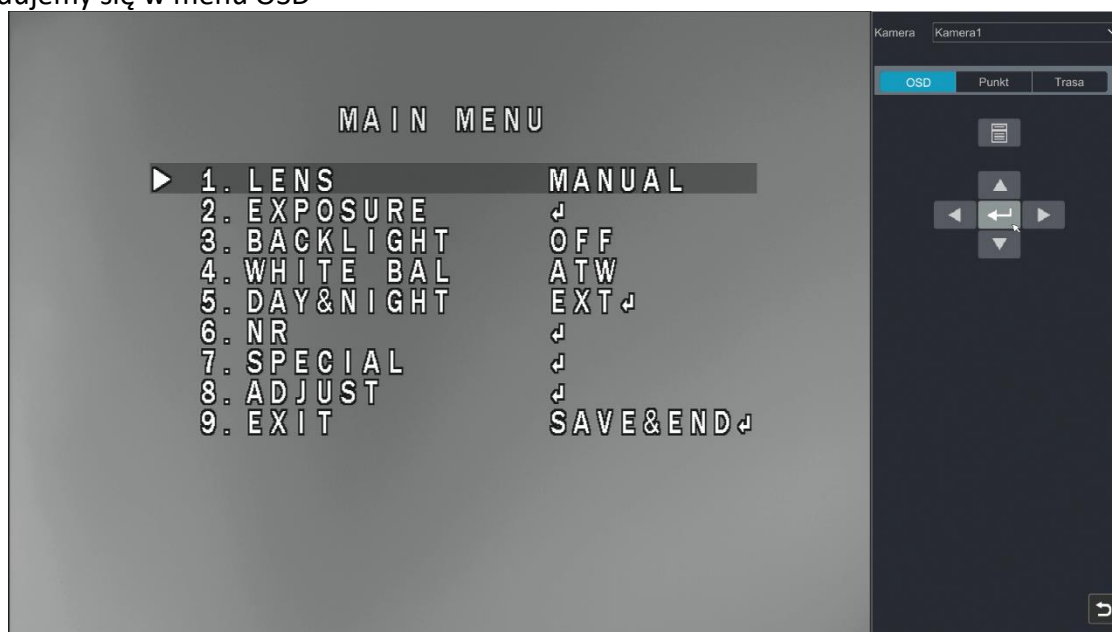 się w menu OSD
Kamera Kamera1
OSD Punkt Trasa
MAIN MENU
1. LENS MANUAL
2. EXPOSURE ↲
3. BACKLIGHT OFF
4. WHITE BAL ATW
5. DAY&NIGHT EXT↲
6. NR ↲
7. SPECIAL ↲
8. ADJUST ↲
9. EXIT SAVE&END↲